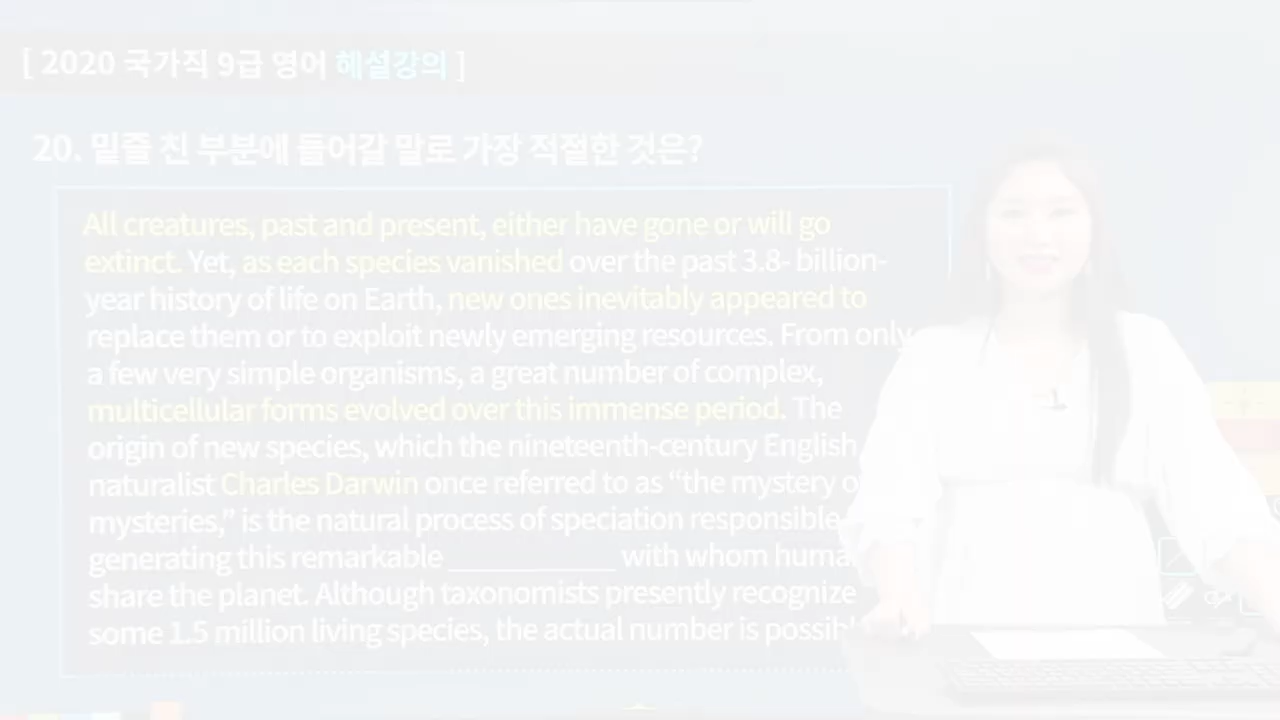 [ 2020 국가직 9급 영어 해설강의 ]
20. 밑줄 친 부분에 들어갈 말로 가장 적절한 것은?
All creatures, past and present, either have gone or will go
extinct. Yet, as each species vanished over the past 3.8- billion-
year history of life on Earth, new ones inevitably appeared to
replace them or to exploit newly emerging resources. From only
a few very simple organisms, a great number of complex,
multicellular forms evolved over this immense period. The
origin of new species, which the nineteenth-century English
naturalist Charles Darwin once referred to as “the mystery
mysteries,” is the natural process of speciation responsible
generating this remarkable ____________ with whom
share the planet. Although taxonomists presently recognize
some 1.5 million living species, the actual number is